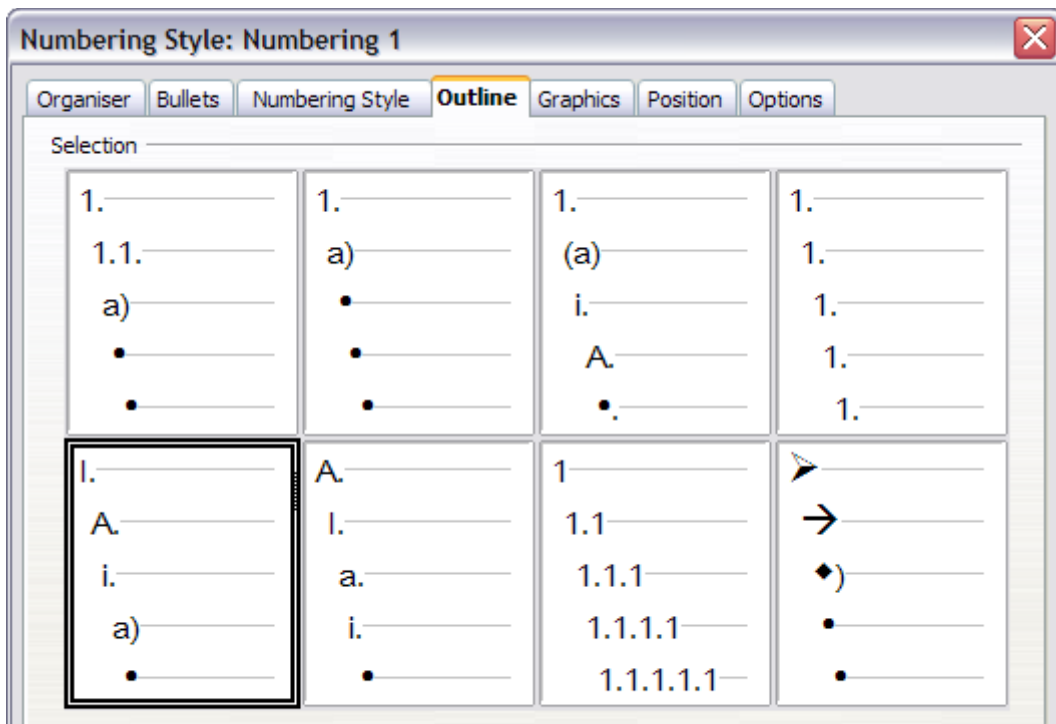 Numbering Style: Numbering 1
Organiser Bullets Numbering Style Outline Graphics Position Options
Selection
1. 1. 1. 1.
1.1. a) (a) 1.
a) • i. 1.
• • A. 1.
• • •. 1.
I. A. 1 ➢
A. I. 1.1 →
i. a. 1.1.1 ◆)
a) i. 1.1.1.1 •
• • 1.1.1.1.1 •